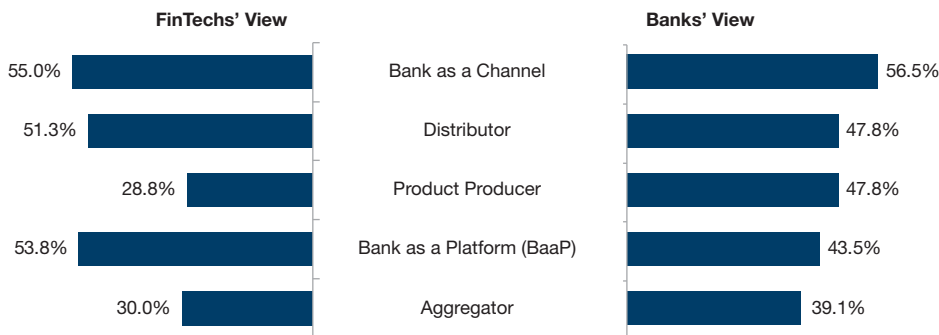 FinTechs’ View
Banks’ View
55.0%
Bank as a Channel
56.5%
51.3%
Distributor
47.8%
28.8%
Product Producer
47.8%
53.8%
Bank as a Platform (BaaP)
43.5%
30.0%
Aggregator
39.1%